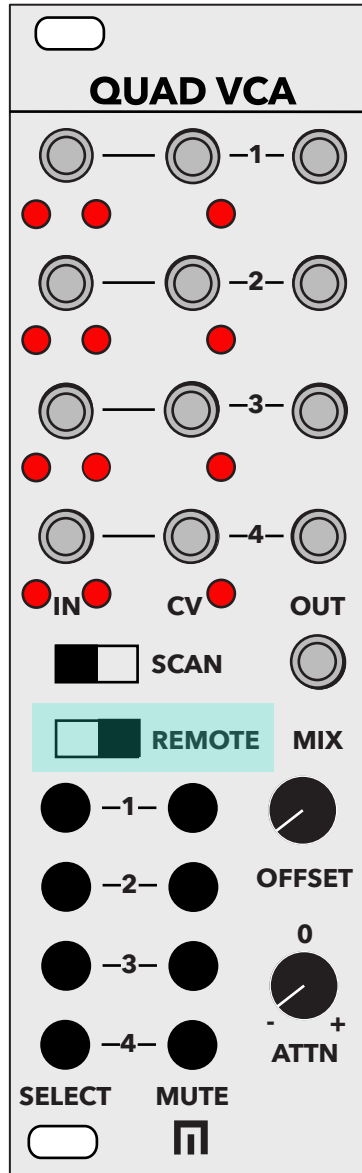 QUAD VCA
1
2
3
4
IN CV OUT
SCAN
REMOTE MIX
1
2
OFFSET
3
0
- +
4
ATTN
SELECT MUTE